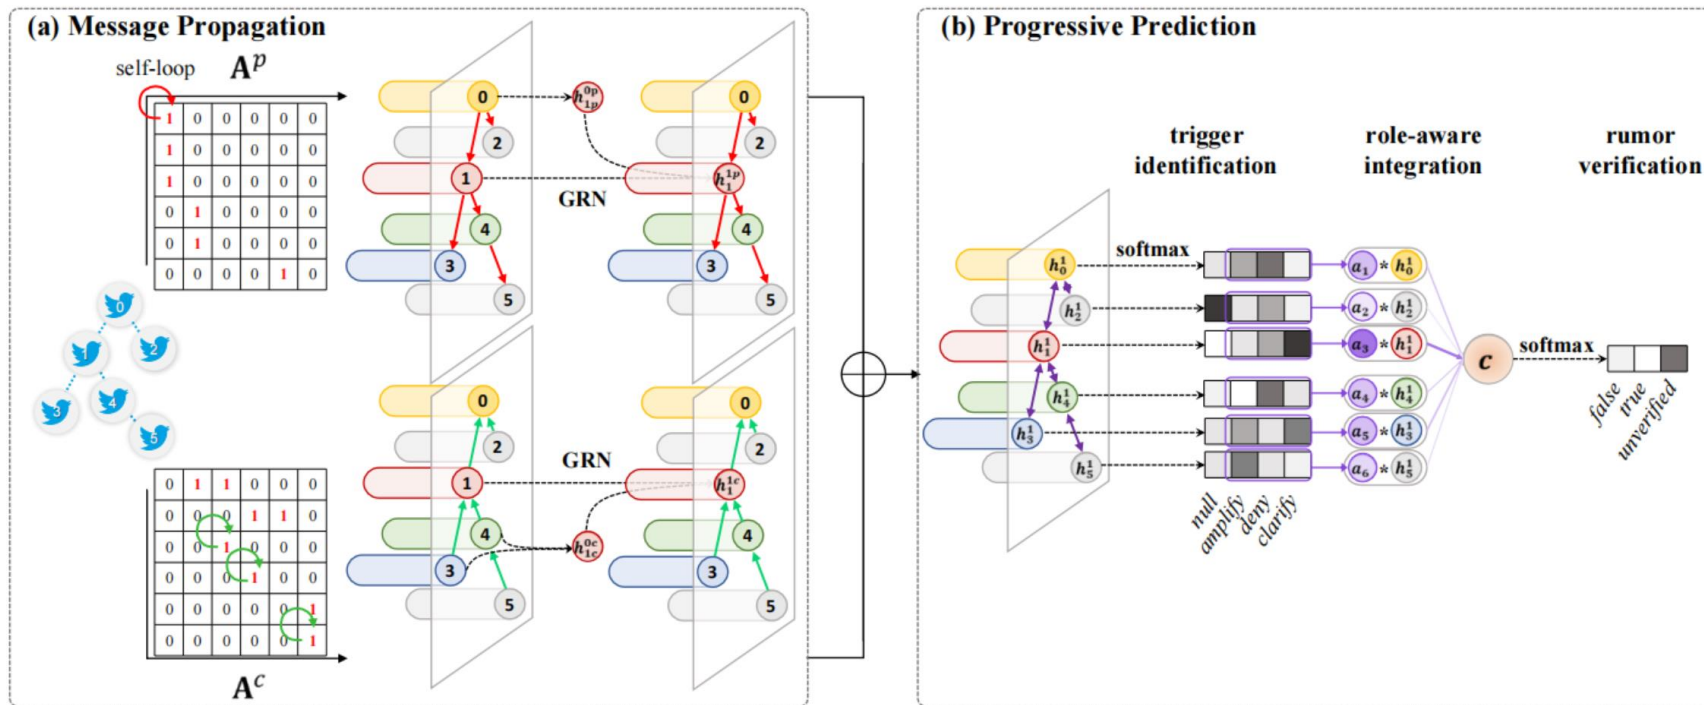 (a) Message Propagation
self-loop
A^p
1 0 0 0 0 0
1 0 0 0 0 0
1 0 0 0 0 0
0 1 0 0 0 0
0 1 0 0 0 0
0 0 0 0 1 0
0
1
2
3
4
5
0 1 1 0 0 0
0 0 0 1 1 0
0 0 1 0 0 0
0 0 0 1 0 0
0 0 0 0 0 1
0 0 0 0 0 1
A^c
0
2
1
4
3
5
h_{1p}^{0p}
GRN
0
2
h_1^{1p}
4
3
5
0
2
1
4
3
5
GRN
h_{1c}^{0c}
0
2
h_1^{1c}
4
3
5
(b) Progressive Prediction
trigger
identification
role-aware
integration
rumor
verification
h_0^1
h_2^1
h_1^1
h_4^1
h_3^1
h_5^1
softmax
null
amplify
deny
clarify
a_1 * h_0^1
a_2 * h_2^1
a_3 * h_1^1
a_4 * h_4^1
a_5 * h_3^1
a_6 * h_5^1
c
softmax
false
true
unverified